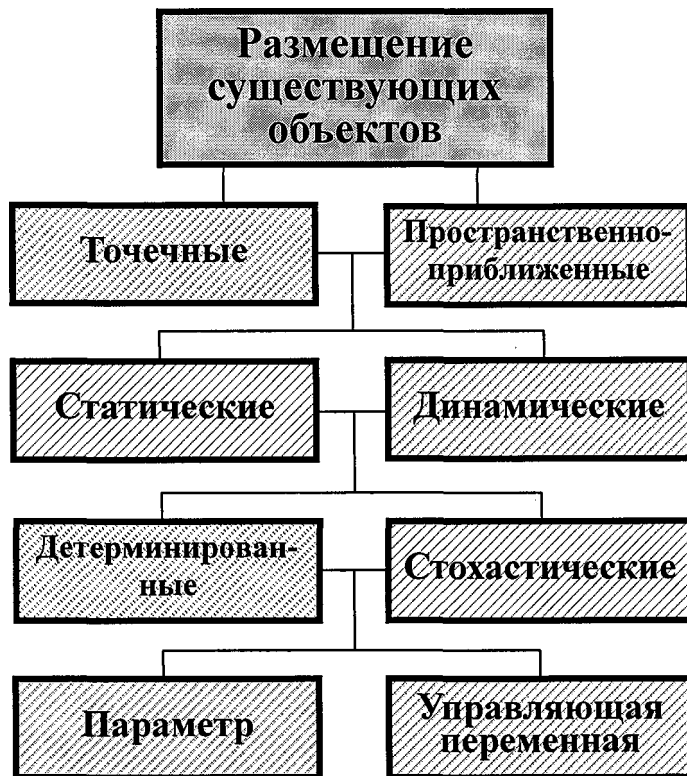 Размещение
существующих
объектов
Точечные
Пространственно-
приближенные
Статические
Динамические
Детерминирован-
ные
Стохастические
Параметр
Управляющая
переменная